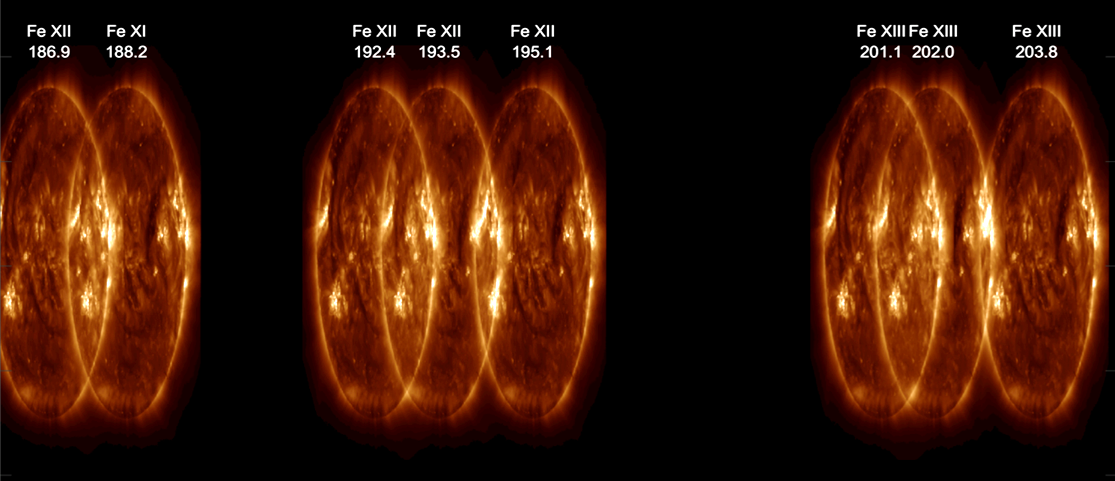 Fe XII Fe XI Fe XII Fe XII Fe XII Fe XIII Fe XIII Fe XIII
186.9 188.2 192.4 193.5 195.1 201.1 202.0 203.8